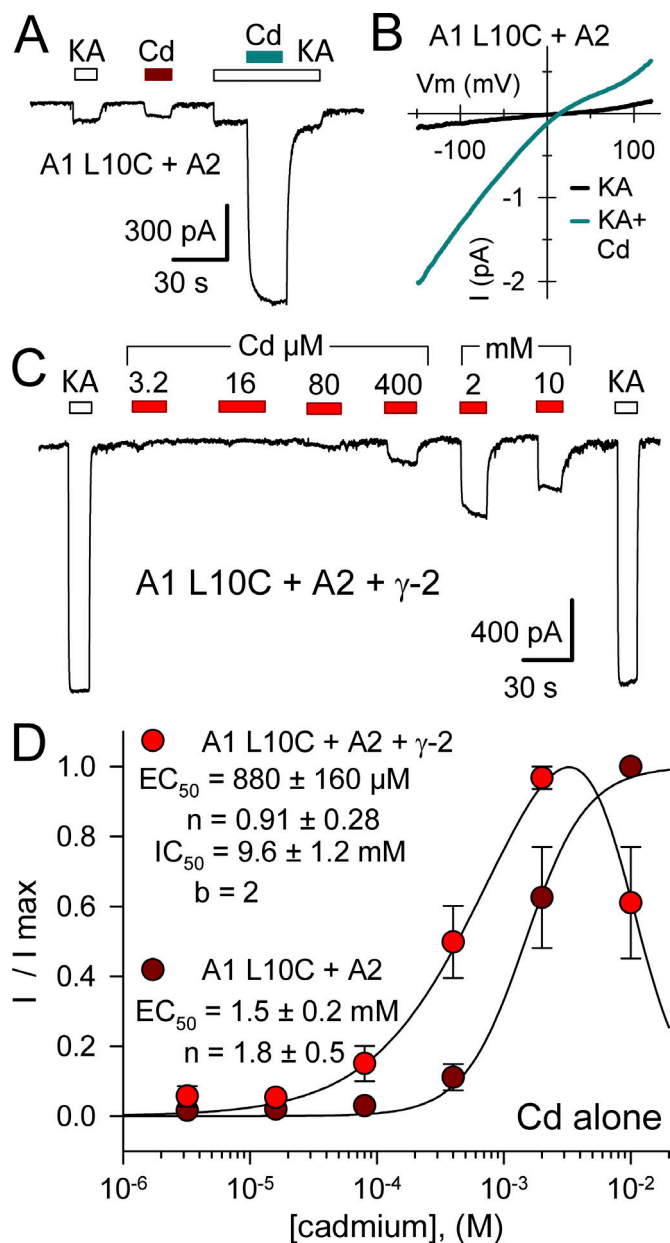 A
KA Cd Cd KA
A1 L10C + A2
300 pA
30 s
B
A1 L10C + A2
Vm (mV)
-100 100
KA
KA+
Cd
-1
-2
I (pA)
C
Cd µM mM
KA 3.2 16 80 400 2 10 KA
A1 L10C + A2 + γ-2
400 pA
30 s
D
A1 L10C + A2 + γ-2
EC50 = 880 ± 160 µM
n = 0.91 ± 0.28
IC50 = 9.6 ± 1.2 mM
b = 2
A1 L10C + A2
EC50 = 1.5 ± 0.2 mM
n = 1.8 ± 0.5
Cd alone
I / I max
1.0
0.8
0.6
0.4
0.2
0.0
10-6 10-5 10-4 10-3 10-2
[cadmium], (M)